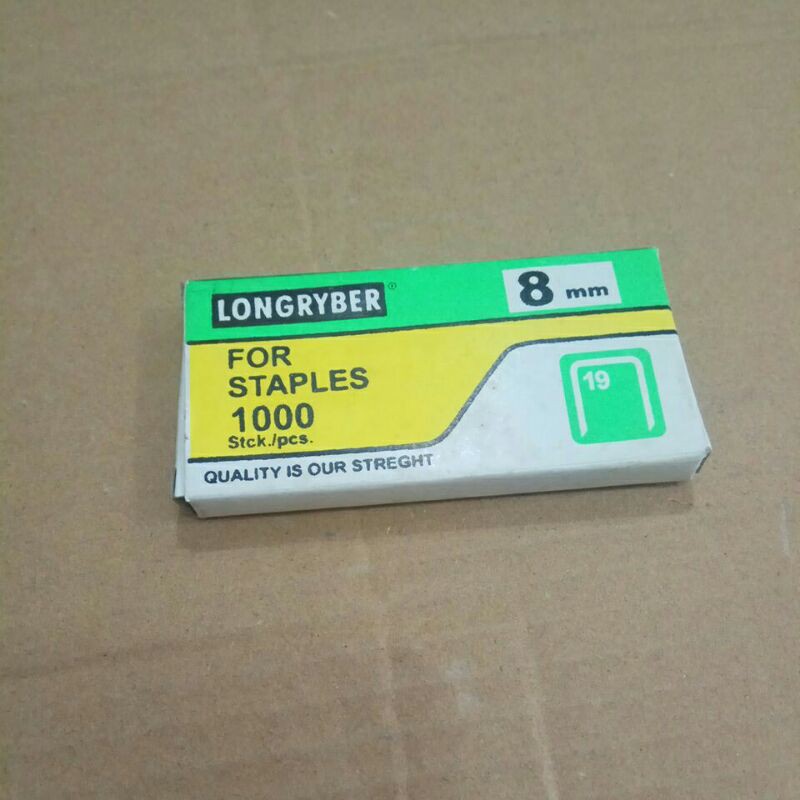 LONGRYBER®
8 mm
FOR
STAPLES
1000
Stck./pcs.
19
QUALITY IS OUR STREGHT